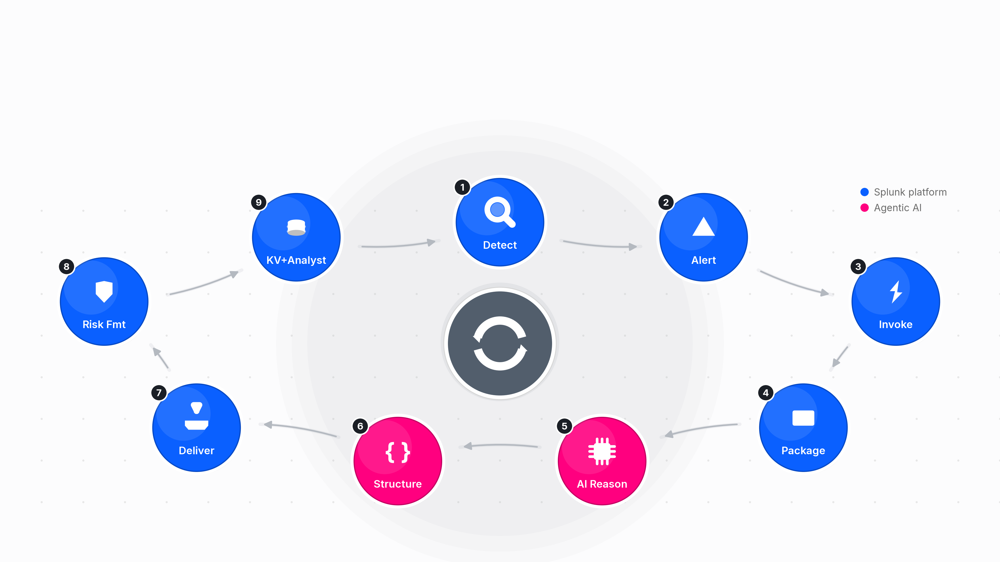 1
Detect
2
Alert
3
Invoke
4
Package
5
AI Reason
6
{ }
Structure
7
Deliver
8
Risk Fmt
9
KV+Analyst
Splunk platform
Agentic AI